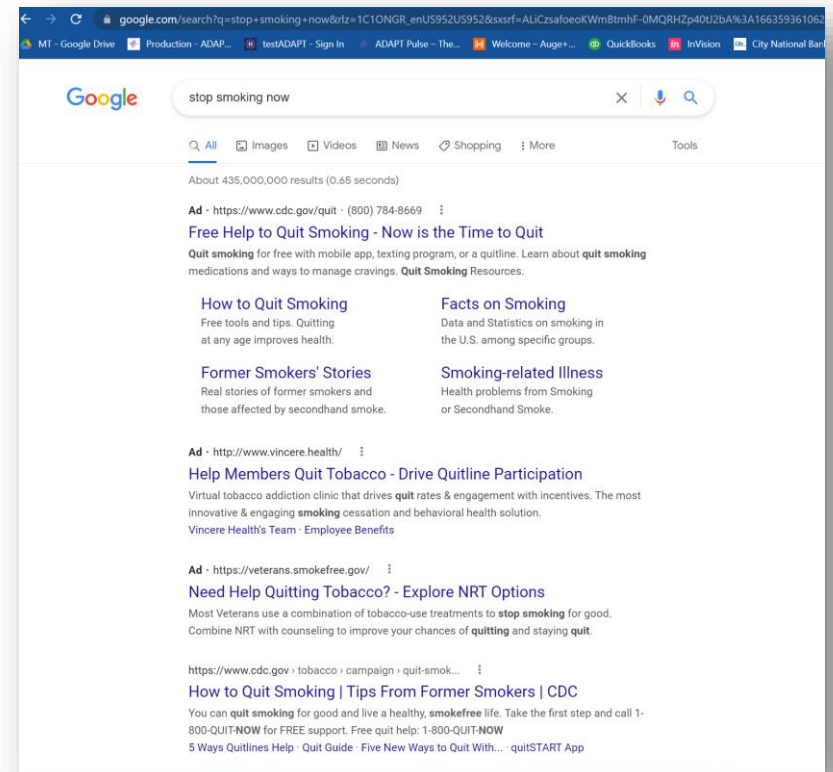 google.com/search?q=stop+smoking+now&rlz=1C1ONGR_enUS952US952&sxsrf=ALiCzsafoeoKWmBtmhF-0MQRHZp40tJ2bA%3A166359361062
MT - Google Drive Production - ADAP... testADAPT - Sign In ADAPT Pulse – The... Welcome – Auge+... QuickBooks InVision City National Ban
Google stop smoking now
All Images Videos News Shopping More Tools
About 435,000,000 results (0.65 seconds)
Ad · https://www.cdc.gov/quit · (800) 784-8669
Free Help to Quit Smoking - Now is the Time to Quit
Quit smoking for free with mobile app, texting program, or a quitline. Learn about quit smoking
medications and ways to manage cravings. Quit Smoking Resources.
How to Quit Smoking
Free tools and tips. Quitting
at any age improves health.
Facts on Smoking
Data and Statistics on smoking in
the U.S. among specific groups.
Former Smokers' Stories
Real stories of former smokers and
those affected by secondhand smoke.
Smoking-related Illness
Health problems from Smoking
or Secondhand Smoke.
Ad · http://www.vincere.health/
Help Members Quit Tobacco - Drive Quitline Participation
Virtual tobacco addiction clinic that drives quit rates & engagement with incentives. The most
innovative & engaging smoking cessation and behavioral health solution.
Vincere Health's Team · Employee Benefits
Ad · https://veterans.smokefree.gov/
Need Help Quitting Tobacco? - Explore NRT Options
Most Veterans use a combination of tobacco-use treatments to stop smoking for good.
Combine NRT with counseling to improve your chances of quitting and staying quit.
https://www.cdc.gov › tobacco › campaign › quit-smok...
How to Quit Smoking | Tips From Former Smokers | CDC
You can quit smoking for good and live a healthy, smokefree life. Take the first step and call 1-
800-QUIT-NOW for FREE support. Free quit help: 1-800-QUIT-NOW
5 Ways Quitlines Help · Quit Guide · Five New Ways to Quit With... · quitSTART App